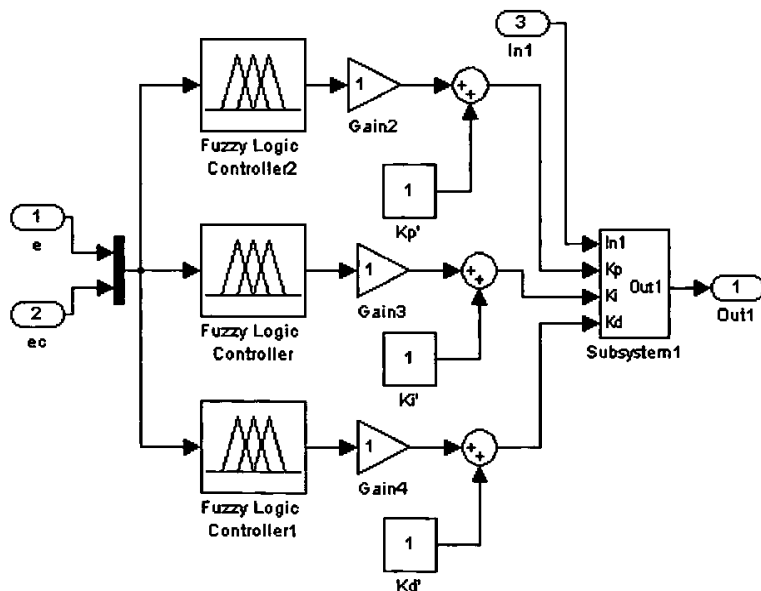 3
In1
1
+
+
Gain2
Fuzzy Logic
Controller2
1
Kp'
1
e
2
ec
1
+
+
Gain3
Fuzzy Logic
Controller
1
Ki'
In1
Kp
Ki
Kd
Out1
Subsystem1
1
Out1
1
+
+
Gain4
Fuzzy Logic
Controller1
1
Kd'